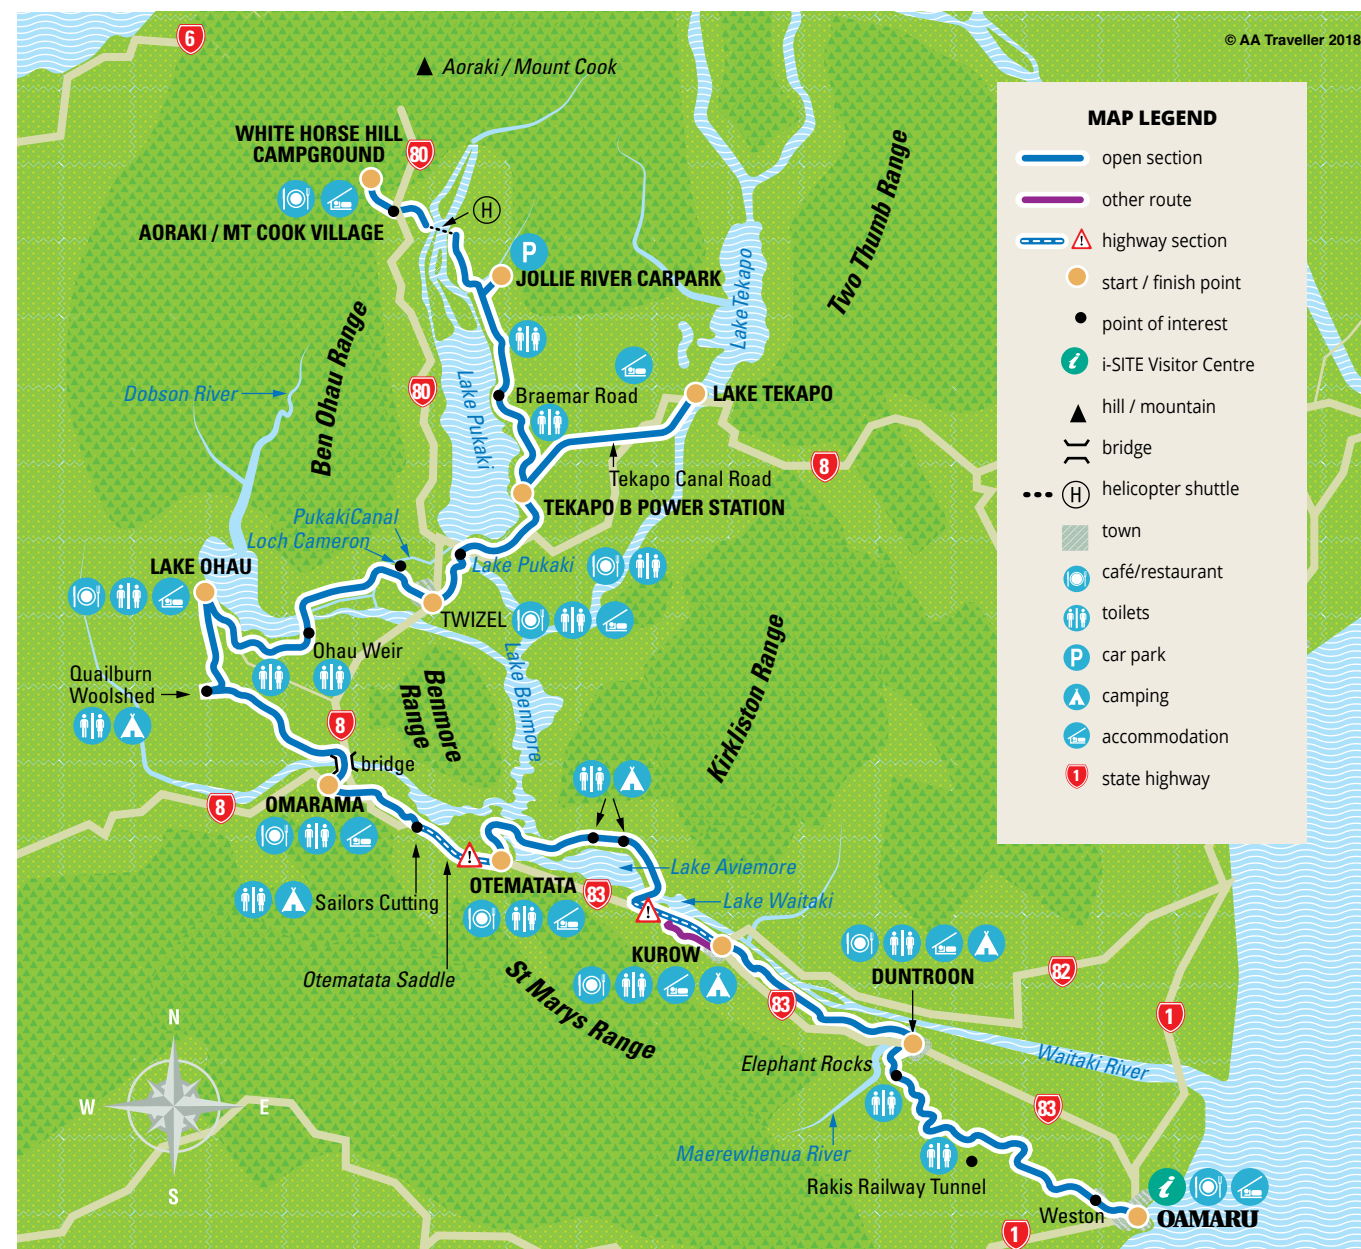 © AA Traveller 2018
6
Aoraki / Mount Cook
WHITE HORSE HILL
CAMPGROUND
80
H
AORAKI / MT COOK VILLAGE
P
JOLLIE RIVER CARPARK
Two Thumb Range
Lake Tekapo
Ben Ohau Range
Dobson River
80
Lake Pukaki
Braemar Road
LAKE TEKAPO
8
Tekapo Canal Road
TEKAPO B POWER STATION
PukakiCanal
Loch Cameron
LAKE OHAU
Lake Pukaki
TWIZEL
Ohau Weir
Quailburn
Woolshed
Benmore
Range
Lake Benmore
Kirkliston Range
8
bridge
8
OMARAMA
!
OTEMATATA
Lake Aviemore
83
Sailors Cutting
Lake Waitaki
!
KUROW
Otematata Saddle
St Marys Range
DUNTROON
82
83
1
N
W
E
S
Elephant Rocks
Waitaki River
83
Maerewhenua River
Rakis Railway Tunnel
Weston
i
OAMARU
1
MAP LEGEND
open section
other route
! highway section
start / finish point
point of interest
i i-SITE Visitor Centre
hill / mountain
bridge
H helicopter shuttle
town
café/restaurant
toilets
P car park
camping
accommodation
1 state highway